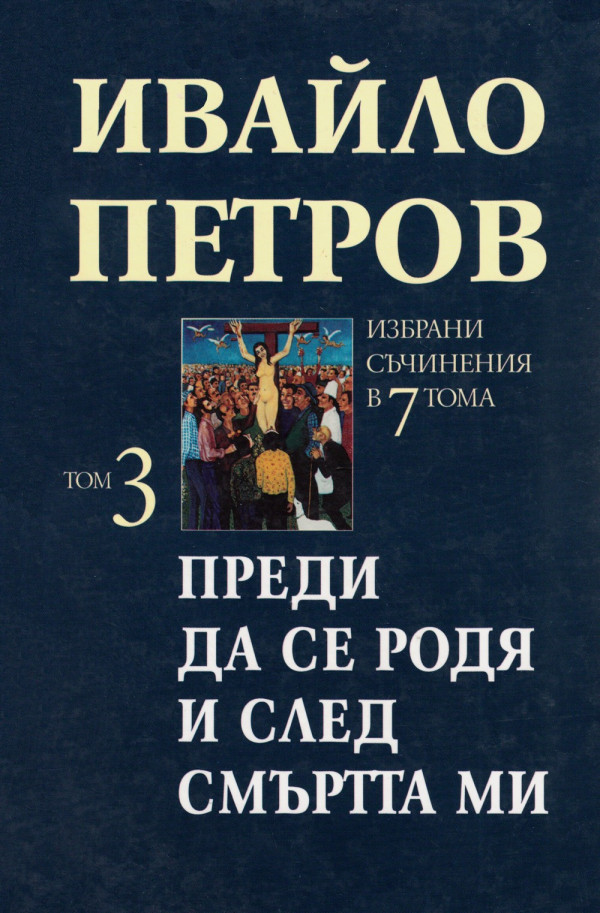 ИВАЙЛО
ПЕТРОВ
ИЗБРАНИ
СЪЧИНЕНИЯ
В 7 ТОМА
ТОМ 3
ПРЕДИ
ДА СЕ РОДЯ
И СЛЕД
СМЪРТТА МИ